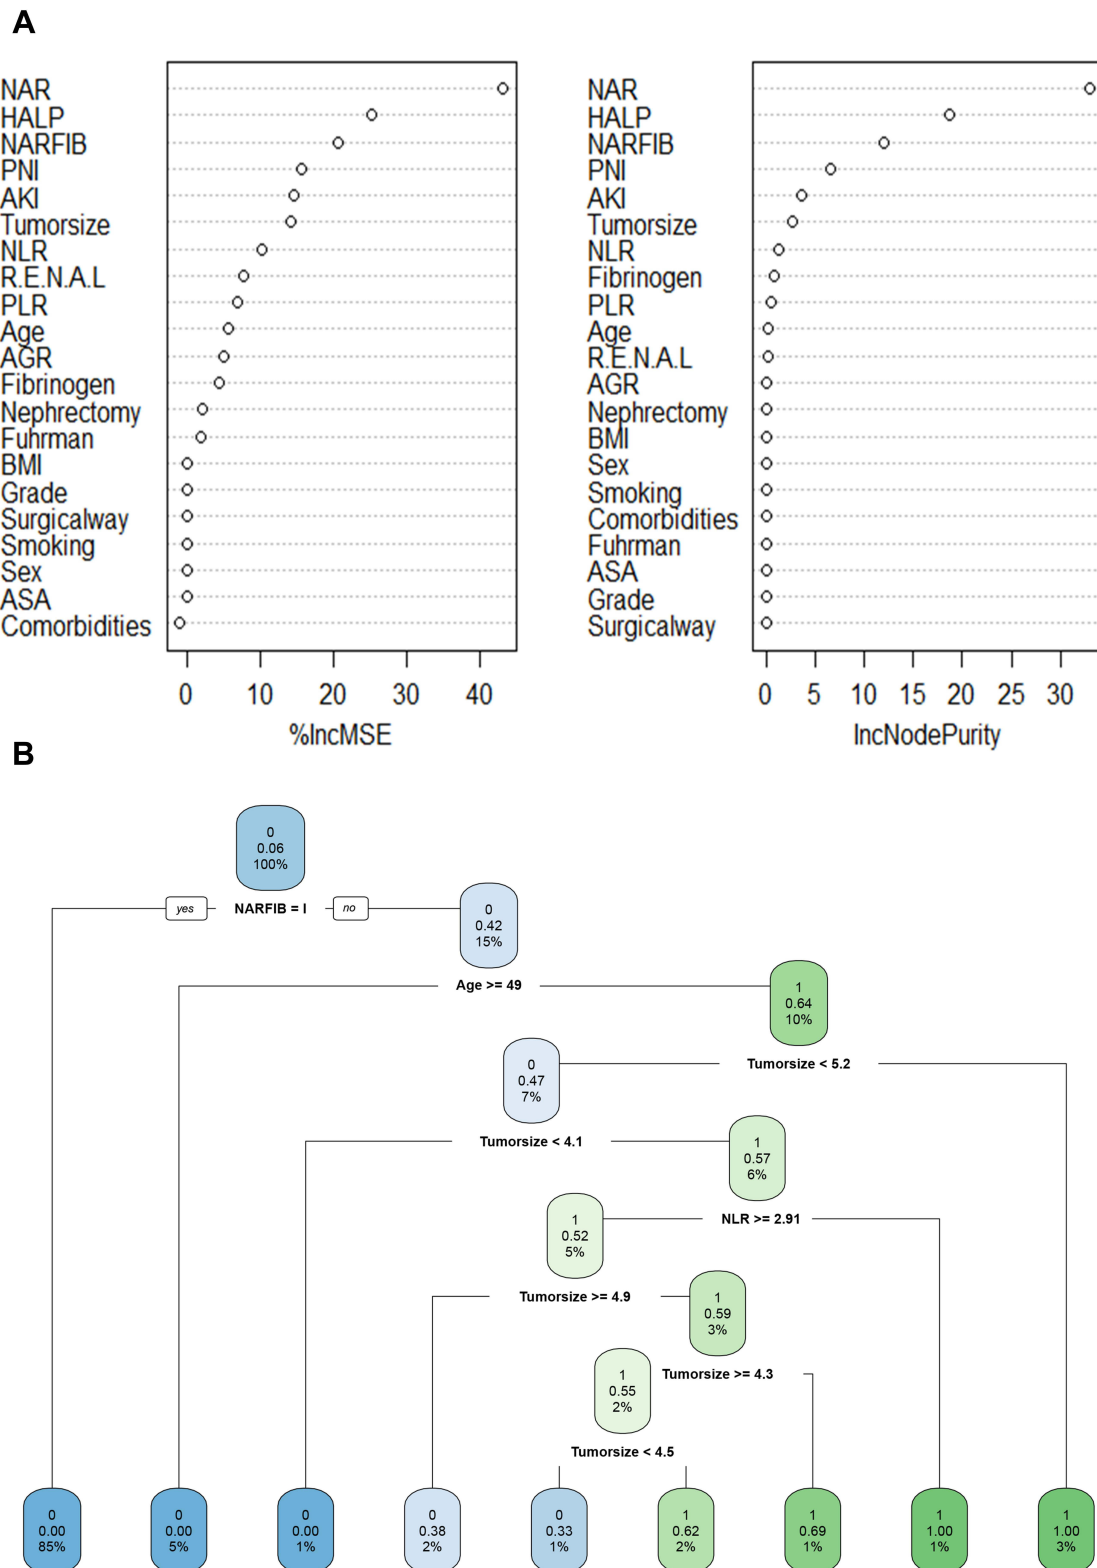 A
NAR
HALP
NARFIB
PNI
AKI
Tumorsize
NLR
R.E.N.A.L
PLR
Age
AGR
Fibrinogen
Nephrectomy
Fuhrman
BMI
Grade
Surgicalway
Smoking
Sex
ASA
Comorbidities
0 10 20 30 40
%IncMSE
NAR
HALP
NARFIB
PNI
AKI
Tumorsize
NLR
Fibrinogen
PLR
Age
R.E.N.A.L
AGR
Nephrectomy
BMI
Sex
Smoking
Comorbidities
Fuhrman
ASA
Grade
Surgicalway
0 5 10 15 20 25 30
IncNodePurity
B
0
0.06
100%
yes NARFIB = I no
0
0.42
15%
Age >= 49
1
0.64
10%
Tumorsize < 5.2
0
0.47
7%
Tumorsize < 4.1
1
0.57
6%
NLR >= 2.91
1
0.52
5%
Tumorsize >= 4.9
1
0.59
3%
Tumorsize >= 4.3
1
0.55
2%
Tumorsize < 4.5
0 0 0 0 0 1 1 1 1
0.00 0.00 0.00 0.38 0.33 0.62 0.69 1.00 1.00
85% 5% 1% 2% 1% 2% 1% 1% 3%